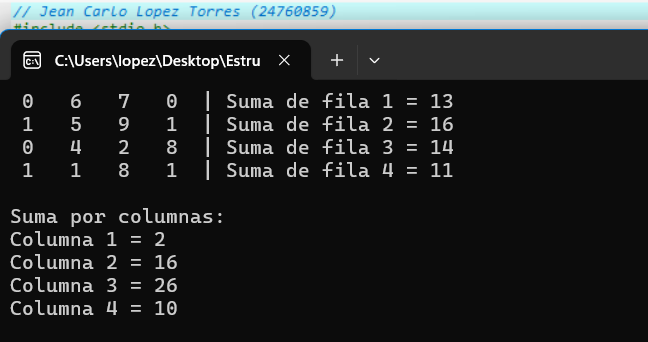 // Jean Carlo Lopez Torres (24760859)
#include <stdio.h>
C:\Users\lopez\Desktop\Estru
0 6 7 0 | Suma de fila 1 = 13
1 5 9 1 | Suma de fila 2 = 16
0 4 2 8 | Suma de fila 3 = 14
1 1 8 1 | Suma de fila 4 = 11
Suma por columnas:
Columna 1 = 2
Columna 2 = 16
Columna 3 = 26
Columna 4 = 10